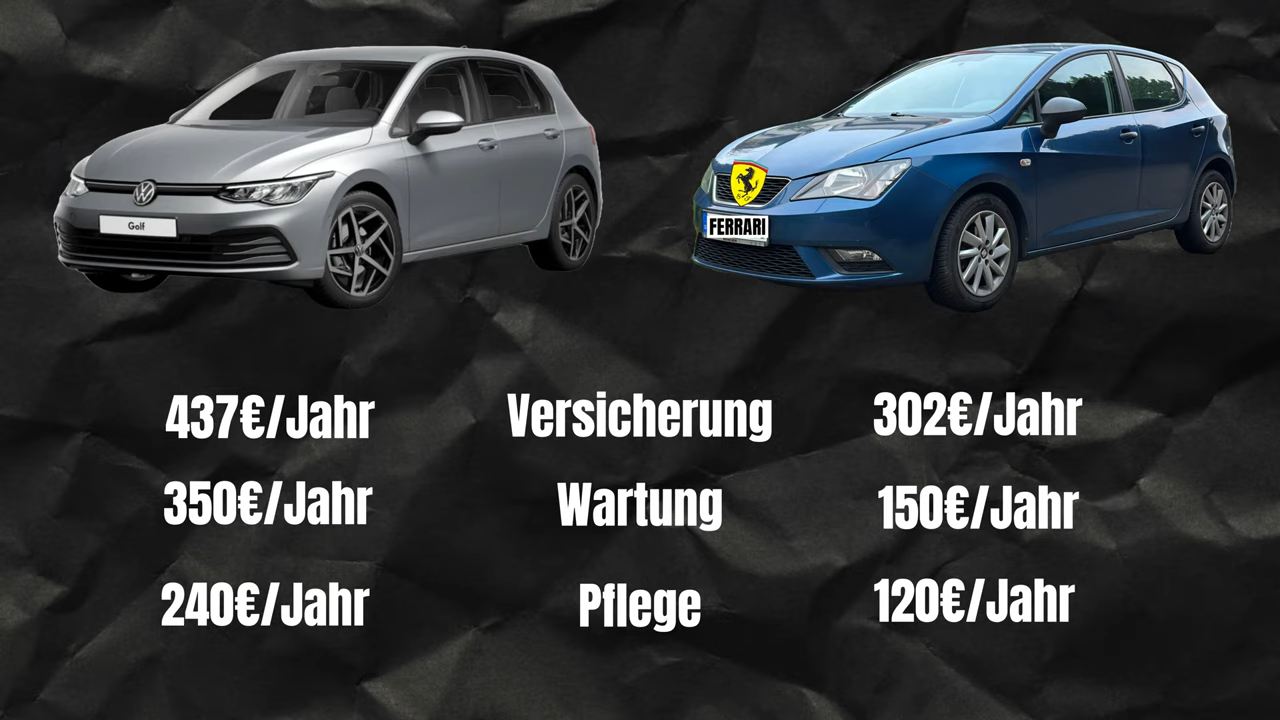 Golf
FERRARI
437€/Jahr Versicherung 302€/Jahr
350€/Jahr Wartung 150€/Jahr
240€/Jahr Pflege 120€/Jahr